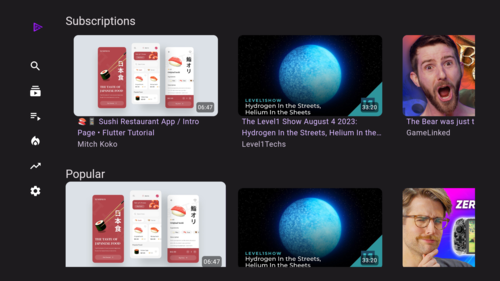 Subscriptions
日本食
THE TASTE OF
JAPANESE FOOD
鮨オリ
06:47
LEVEL1SHOW
Hydrogen In the Streets,
Helium In the Sheets
33:20
🍣🍱 Sushi Restaurant App / Intro
Page • Flutter Tutorial
Mitch Koko
The Level1 Show August 4 2023:
Hydrogen In the Streets, Helium In the…
Level1Techs
The Bear was just t
GameLinked
Popular
日本食
THE TASTE OF
JAPANESE FOOD
鮨オリ
06:47
LEVEL1SHOW
Hydrogen In the Streets,
Helium In the Sheets
33:20
ZER